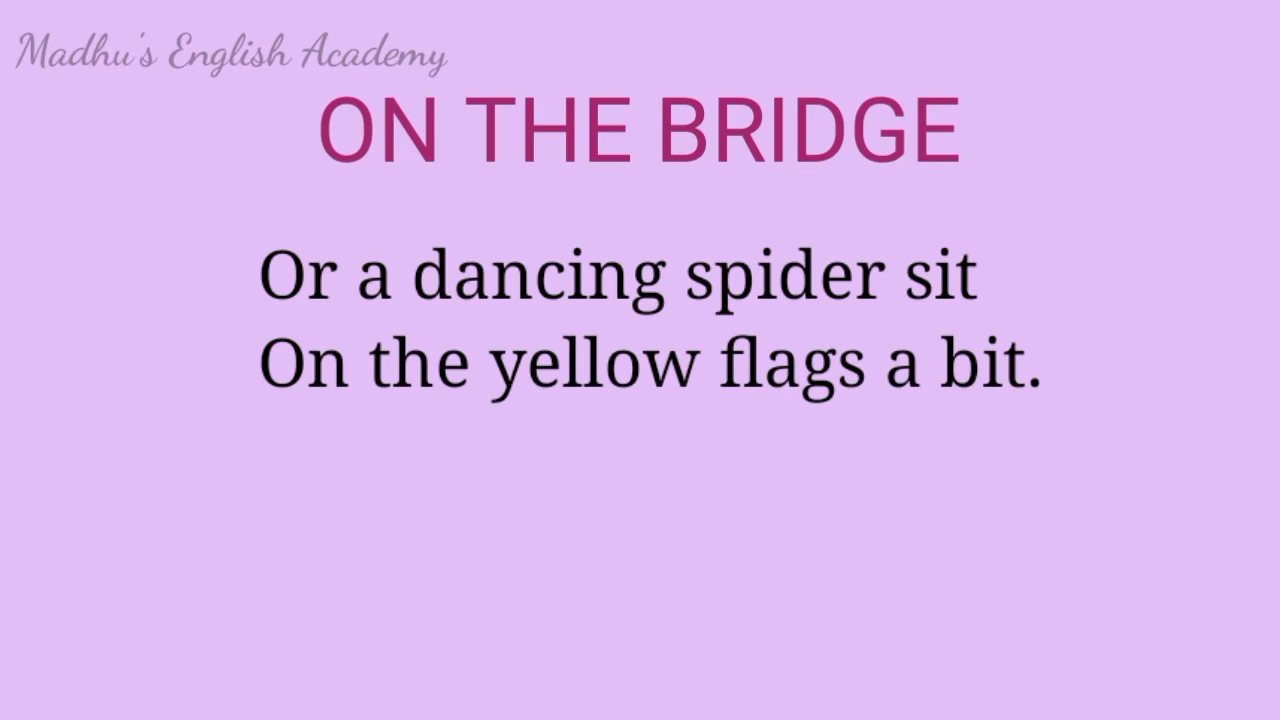 Madhu's English Academy
ON THE BRIDGE
Or a dancing spider sit
On the yellow flags a bit.